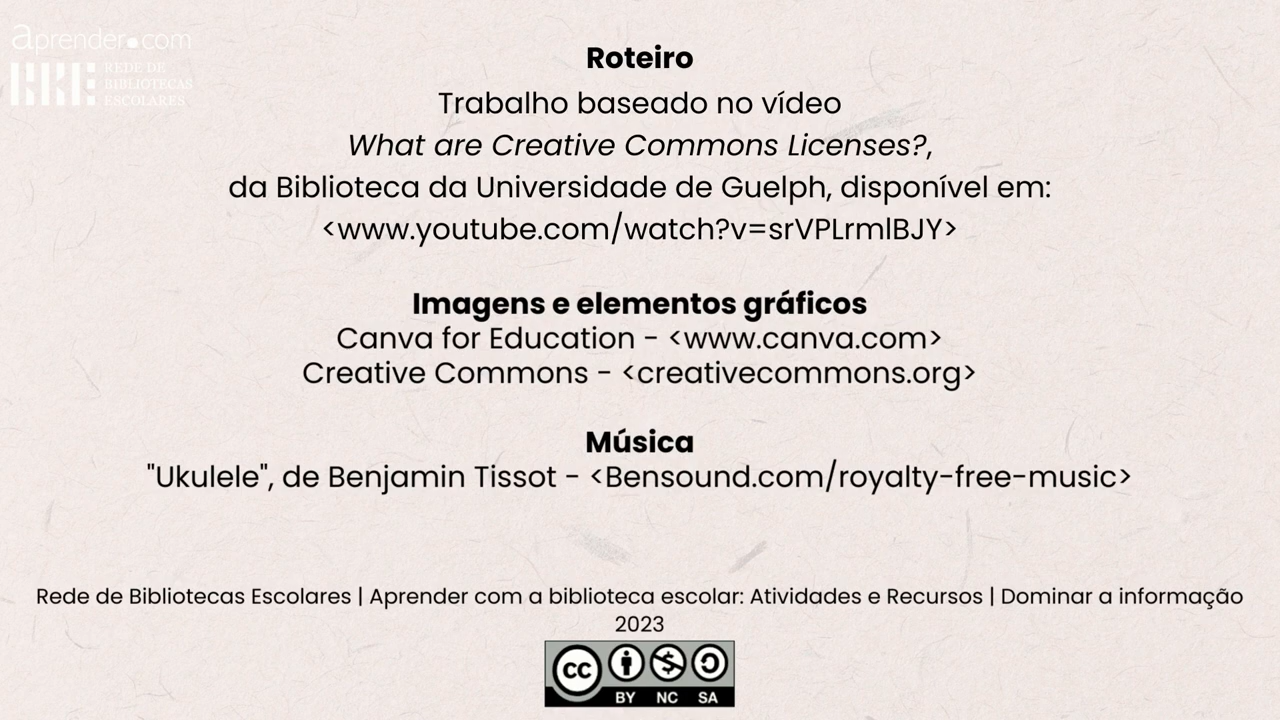 aprender.com
RBE REDE DE
BIBLIOTECAS
ESCOLARES
Roteiro
Trabalho baseado no vídeo
What are Creative Commons Licenses?,
da Biblioteca da Universidade de Guelph, disponível em:
<www.youtube.com/watch?v=srVPLrmlBJY>
Imagens e elementos gráficos
Canva for Education - <www.canva.com>
Creative Commons - <creativecommons.org>
Música
"Ukulele", de Benjamin Tissot - <Bensound.com/royalty-free-music>
Rede de Bibliotecas Escolares | Aprender com a biblioteca escolar: Atividades e Recursos | Dominar a informação
2023
cc
BY NC SA